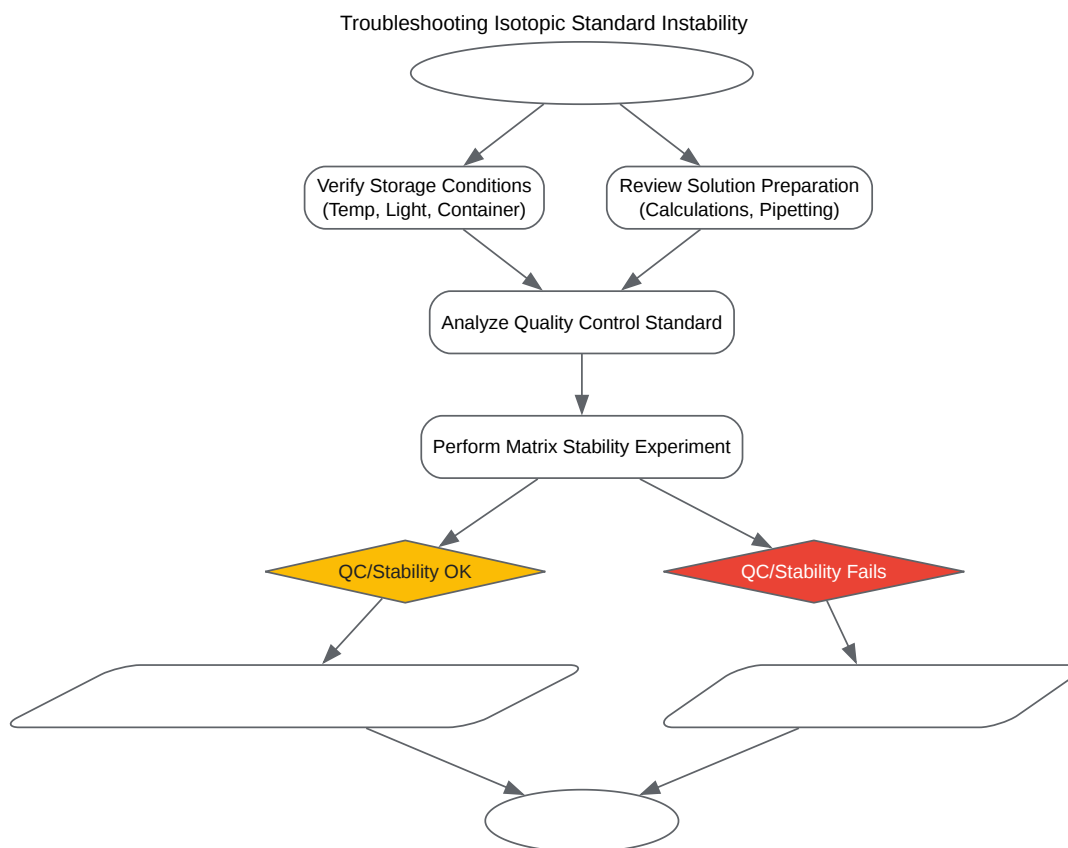 Troubleshooting Isotopic Standard Instability
Verify Storage Conditions
(Temp, Light, Container)
Review Solution Preparation
(Calculations, Pipetting)
Analyze Quality Control Standard
Perform Matrix Stability Experiment
QC/Stability OK
QC/Stability Fails